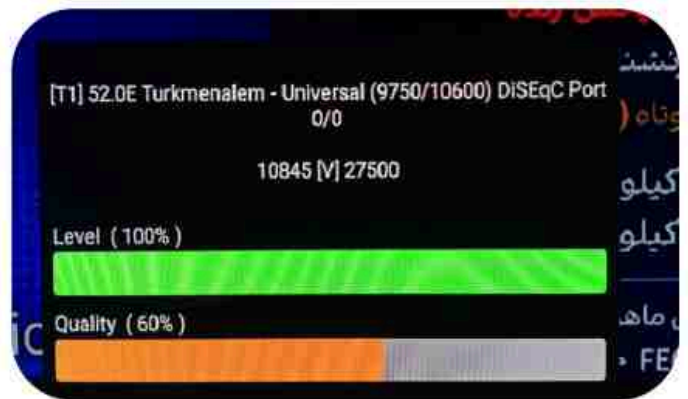 [T1] 52.0E Turkmenalem - Universal (9750/10600) DiSEqC Port
0/0
10845 [V] 27500
Level ( 100% )
Quality ( 60% )
کیلو
کیلو
FE